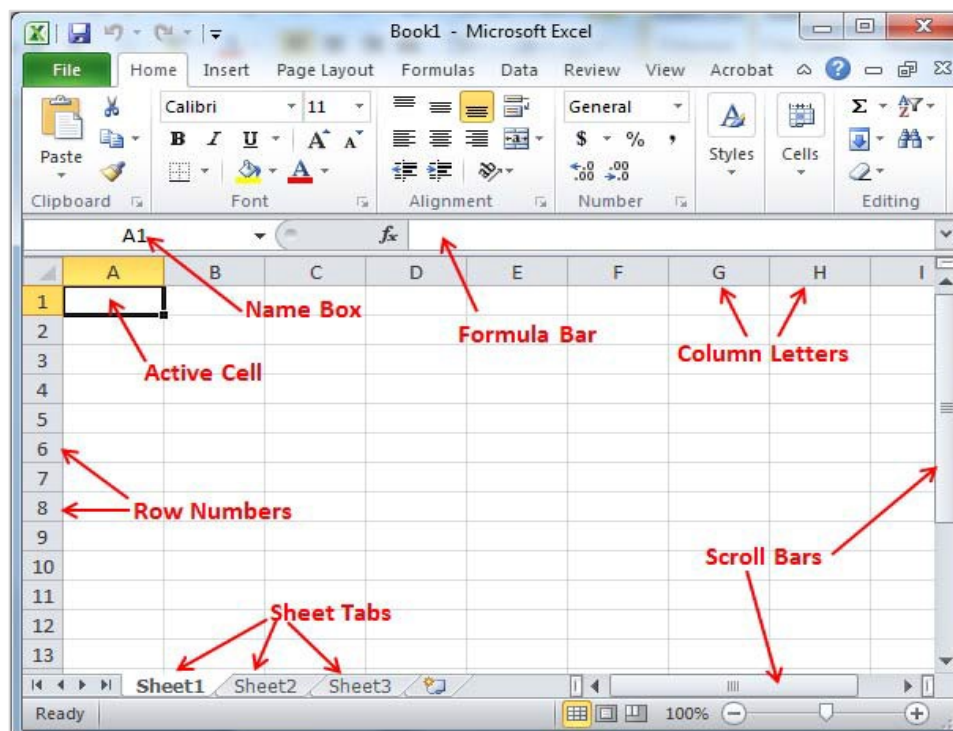 Book1 - Microsoft Excel
File Home Insert Page Layout Formulas Data Review View Acrobat
Calibri 11 General
B I U A A $ % ,
Paste Styles Cells
Clipboard Font Alignment Number Editing
A1 fx
A B C D E F G H I
1
Name Box
2
Formula Bar
3
Column Letters
Active Cell
4
5
6
7
8
Row Numbers
9
10
Scroll Bars
11
Sheet Tabs
12
13
Sheet1 Sheet2 Sheet3
Ready 100%